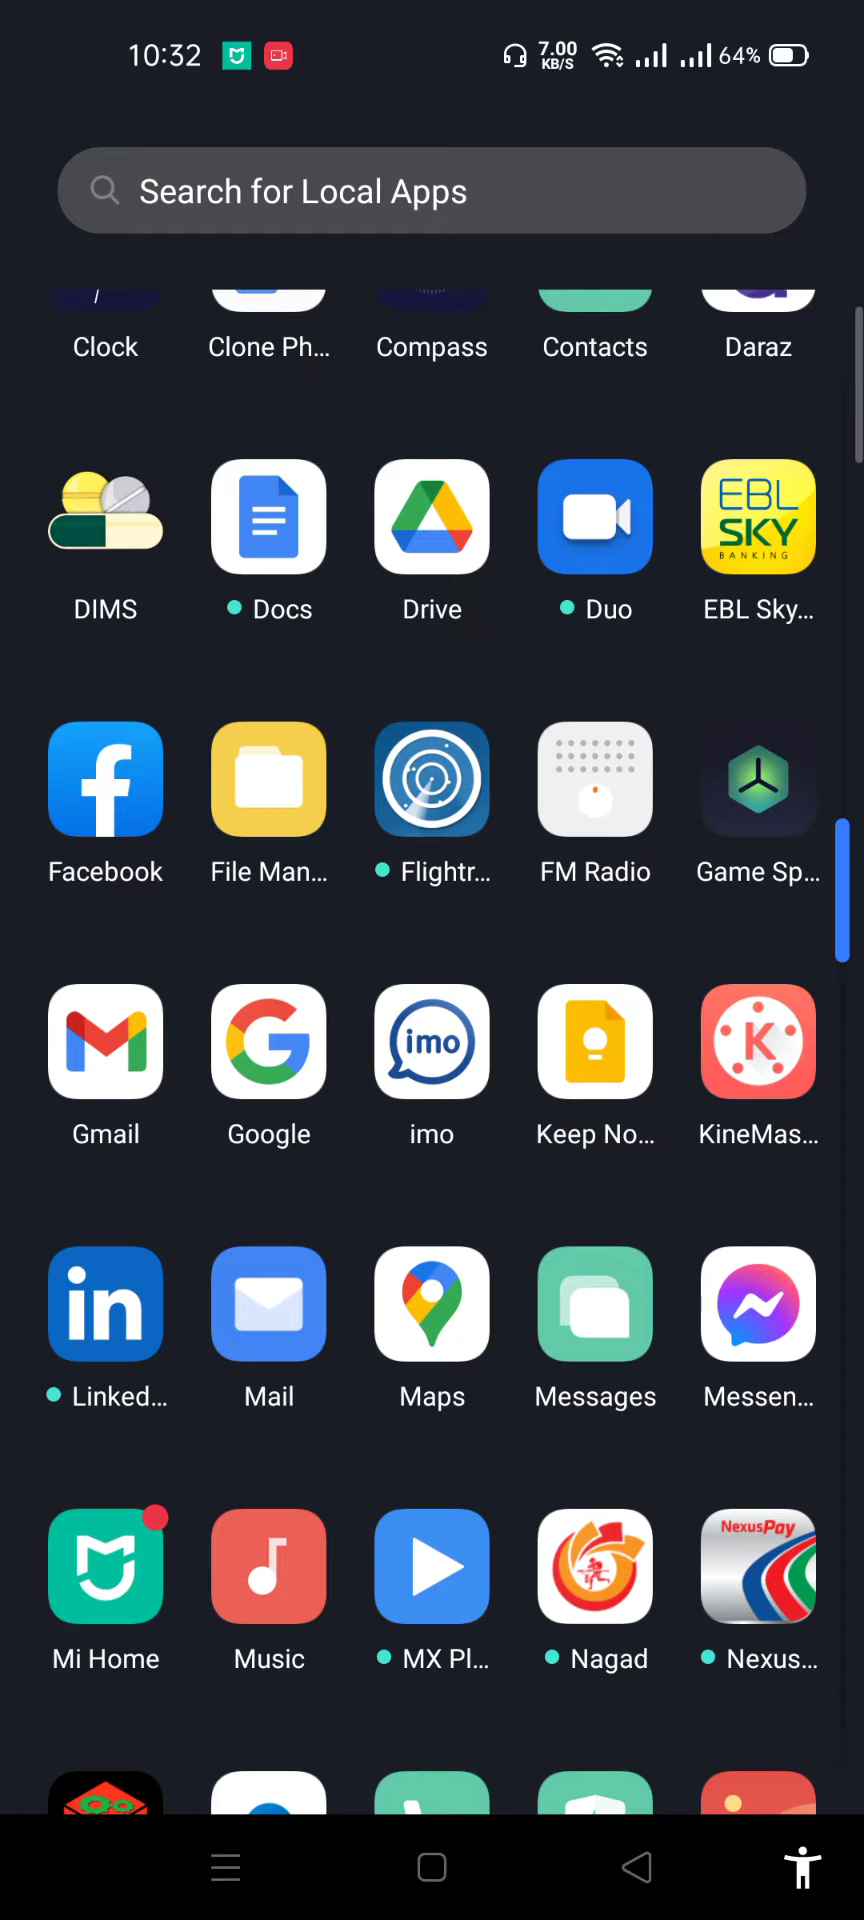 10:32 7.00 KB/S 64%
Search for Local Apps
Clock Clone Ph... Compass Contacts Daraz
EBL
SKY
BANKING
DIMS Docs Drive Duo EBL Sky...
Facebook File Man... Flightr... FM Radio Game Sp...
imo K
Gmail Google imo Keep No... KineMas...
in
Linked... Mail Maps Messages Messen...
NexusPay
Mi Home Music MX Pl... Nagad Nexus...